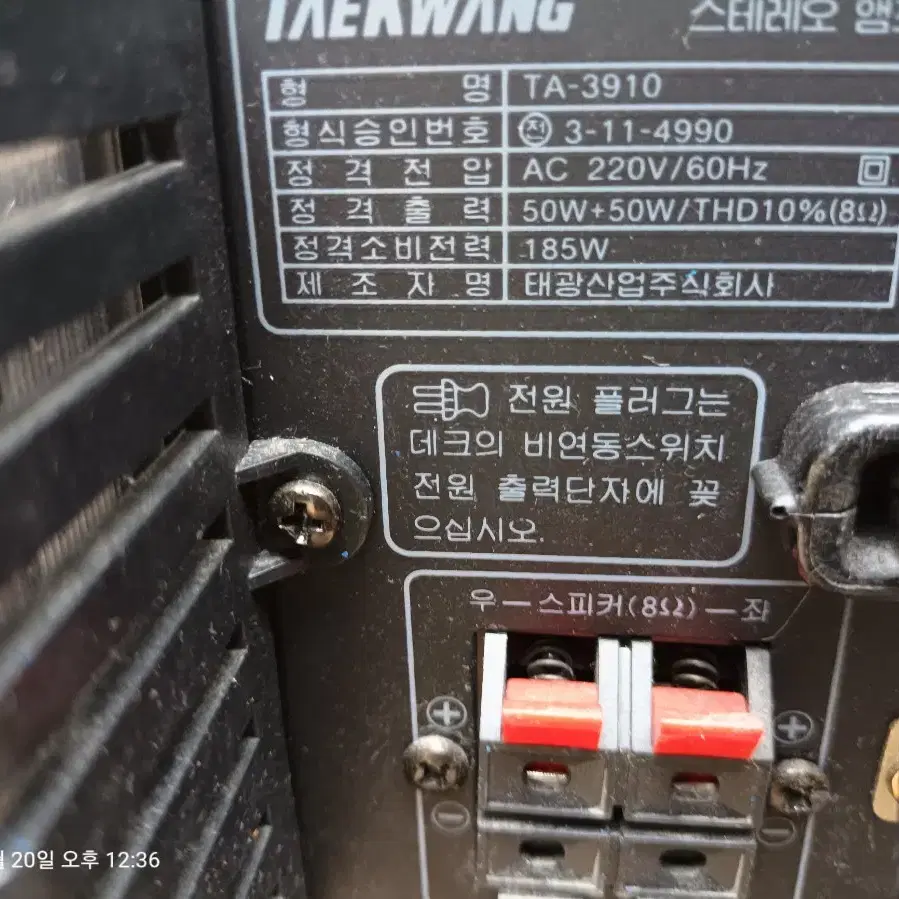 TAEKWANG 스테레오
형 명 TA-3910
형식승인번호 전 3-11-4990
정 격 전 압 AC 220V/60Hz
정 격 출 력 50W+50W/THD10%(8Ω)
정격소비전력 185W
제 조 자 명 태광산업주식회사
전원 플러그는
데크의 비연동스위치
전원 출력단자에 꽂
으십시오.
우-스피커(8Ω)-좌
+ +
- -
20일 오후 12:36